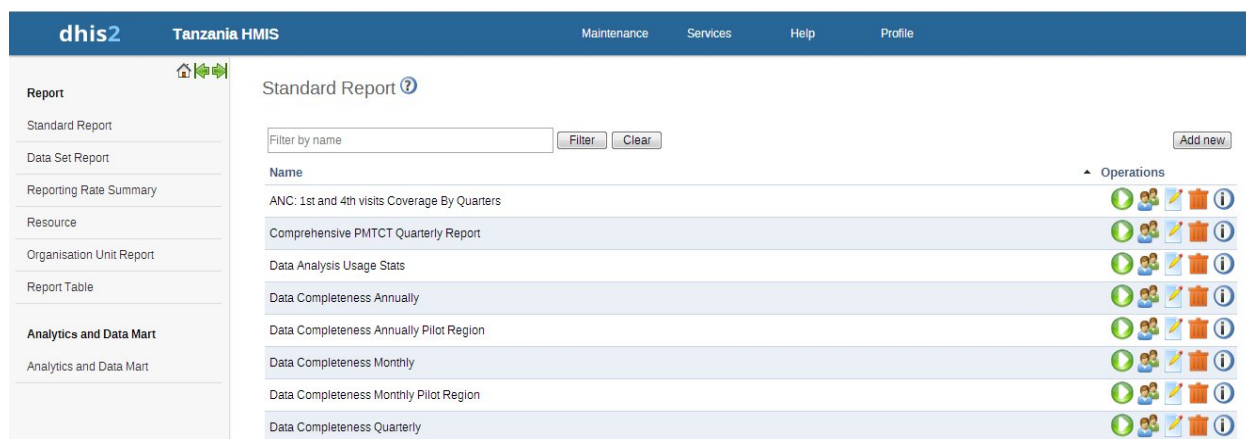 dhis2 Tanzania HMIS Maintenance Services Help Profile
Report
Standard Report
Data Set Report
Reporting Rate Summary
Resource
Organisation Unit Report
Report Table
Analytics and Data Mart
Analytics and Data Mart
Standard Report ?
Filter by name Filter Clear Add new
Name Operations
ANC: 1st and 4th visits Coverage By Quarters
Comprehensive PMTCT Quarterly Report
Data Analysis Usage Stats
Data Completeness Annually
Data Completeness Annually Pilot Region
Data Completeness Monthly
Data Completeness Monthly Pilot Region
Data Completeness Quarterly